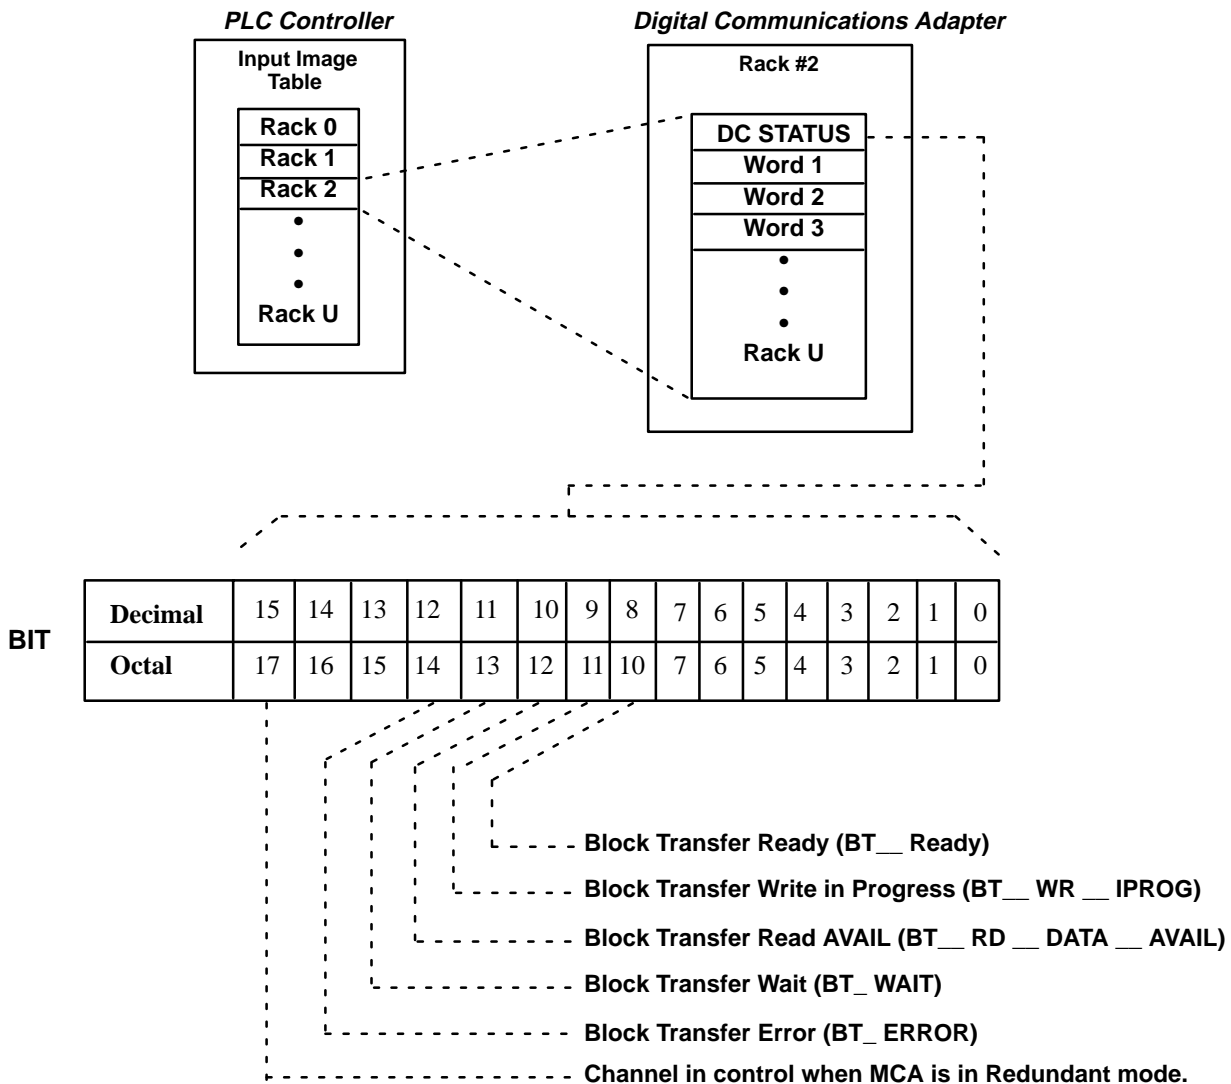 PLC Controller
Digital Communications Adapter
Input Image
Table
Rack 0
Rack 1
Rack 2
•
•
•
Rack U
Rack #2
DC STATUS
Word 1
Word 2
Word 3
•
•
•
Rack U
BIT
Decimal 15 14 13 12 11 10 9 8 7 6 5 4 3 2 1 0
Octal 17 16 15 14 13 12 11 10 7 6 5 4 3 2 1 0
Block Transfer Ready (BT__ Ready)
Block Transfer Write in Progress (BT__ WR __ IPROG)
Block Transfer Read AVAIL (BT__ RD __ DATA __ AVAIL)
Block Transfer Wait (BT_ WAIT)
Block Transfer Error (BT_ ERROR)
Channel in control when MCA is in Redundant mode.